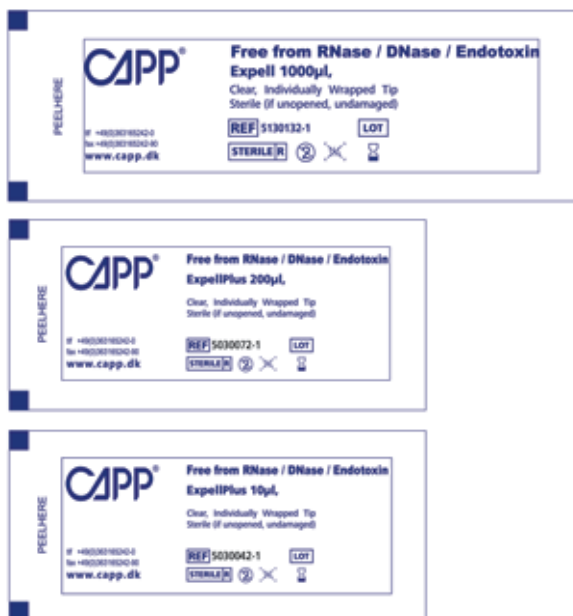 PEELHERE
CAPP®
Free from RNase / DNase / Endotoxin
Expell 1000µl,
Clear, Individually Wrapped Tip
Sterile (if unopened, undamaged)
REF 5130132-1 LOT
STERILE R 2
www.capp.dk
PEELHERE
CAPP®
Free from RNase / DNase / Endotoxin
ExpellPlus 200µl,
Clear, Individually Wrapped Tip
Sterile (if unopened, undamaged)
REF 5030072-1 LOT
STERILE R 2
www.capp.dk
PEELHERE
CAPP®
Free from RNase / DNase / Endotoxin
ExpellPlus 10µl,
Clear, Individually Wrapped Tip
Sterile (if unopened, undamaged)
REF 5030042-1 LOT
STERILE R 2
www.capp.dk